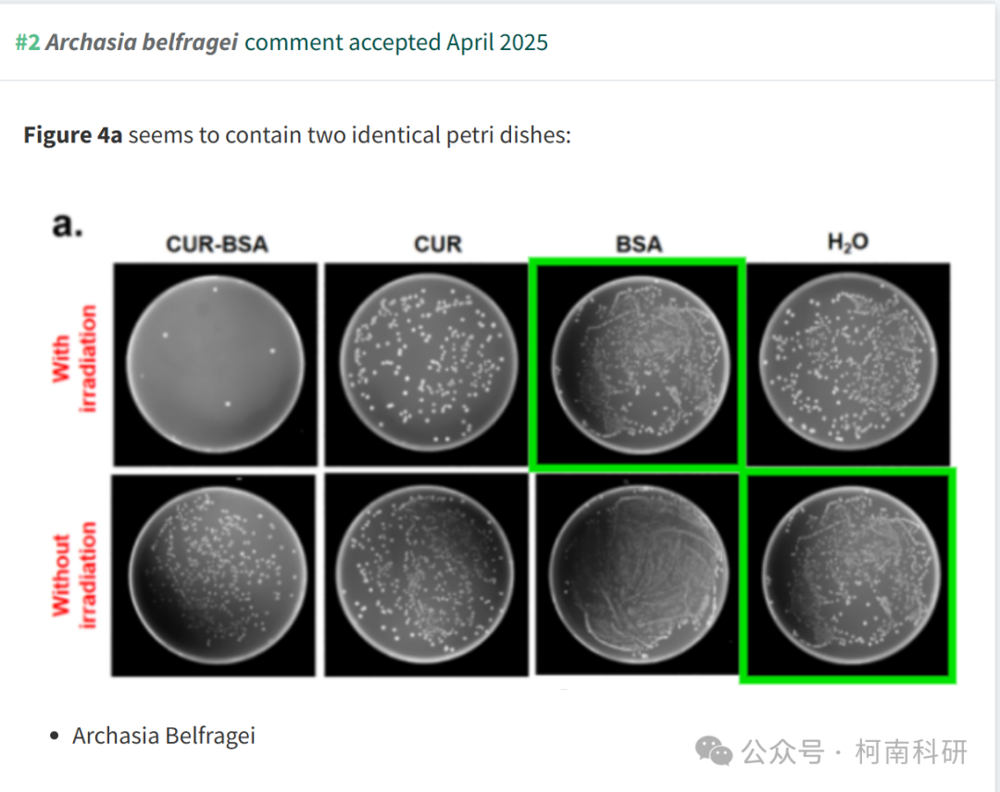 #2 Archasia belfragei comment accepted April 2025
Figure 4a seems to contain two identical petri dishes:
a.
CUR-BSA CUR BSA H₂O
With
irradiation
Without
irradiation
Archasia Belfragei
公众号 · 柯南科研